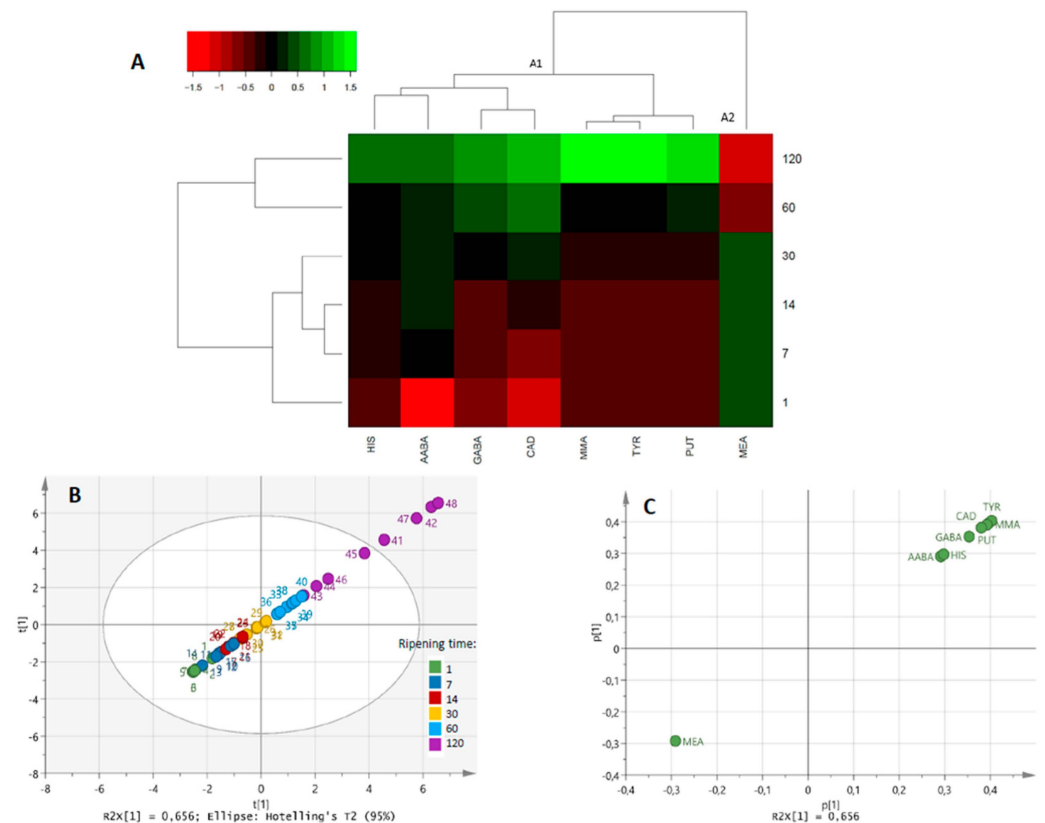 A
-1.5 -1 -0.5 0 0.5 1 1.5
A1
A2
120
60
30
14
7
1
HIS AABA GABA CAD MMA TYR PUT MEA
B
6
4
2
0
-2
-4
-6
-8
t[1]
48
47
42
41
45
46
44
43
40
38
36
29
14
1
Ripening time:
1
7
14
30
60
120
-8 -6 -4 -2 0 2 4 6
t[1]
R2X[1] = 0,656; Ellipse: Hotelling's T2 (95%)
C
0,4
0,3
0,2
0,1
0
-0,1
-0,2
-0,3
-0,4
p[1]
TYR
CAD
MMA
GABA
PUT
AABA
HIS
MEA
-0,4 -0,3 -0,2 -0,1 0 0,1 0,2 0,3 0,4
p[1]
R2X[1] = 0,656